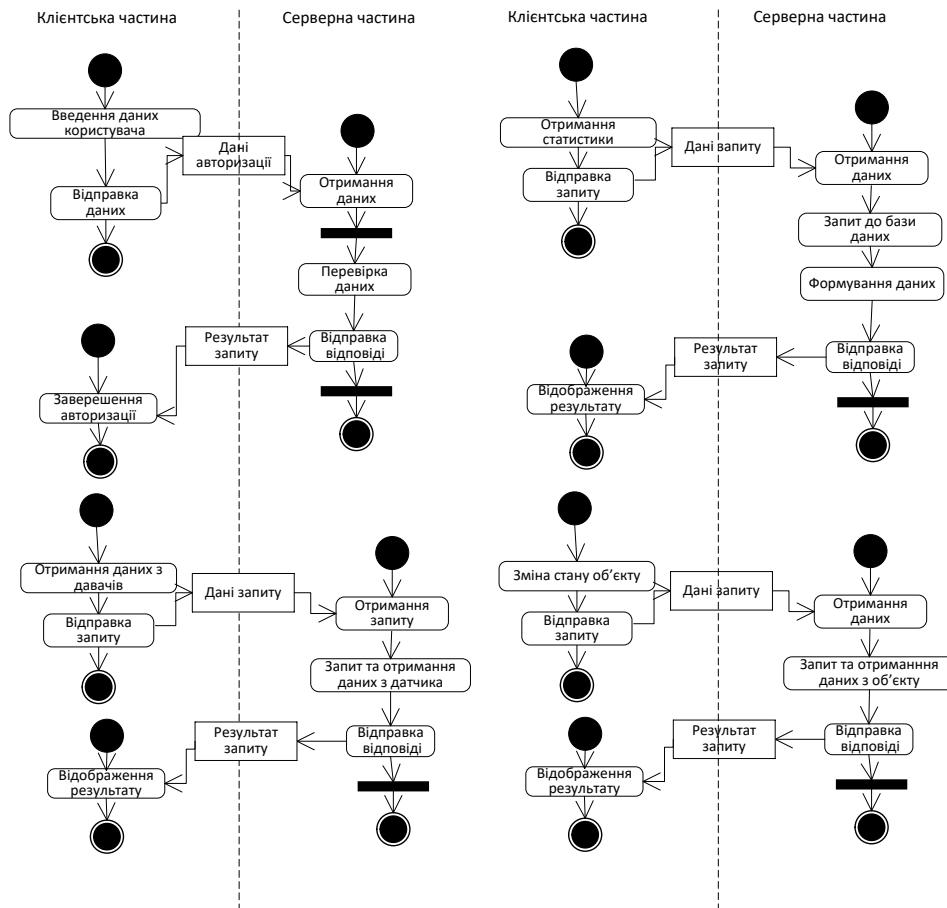 Клієнтська частина
Серверна частина
Введення даних
користувача
Дані
авторизації
Відправка
даних
Отримання
даних
Перевірка
даних
Відправка
відповіді
Результат
запиту
Заверешення
авторизації
Клієнтська частина
Серверна частина
Отримання
статистики
Дані запиту
Відправка
запиту
Отримання
даних
Запит до бази
даних
Формування даних
Відправка
відповіді
Результат
запиту
Відображення
результату
Отримання даних з
давачів
Дані запиту
Відправка
запиту
Отримання
запиту
Запит та отримання
даних з датчика
Відправка
відповіді
Результат
запиту
Відображення
результату
Зміна стану об’єкту
Дані запиту
Відправка
запиту
Отримання
даних
Запит та отриманння
даних з об’єкту
Відправка
відповіді
Результат
запиту
Відображення
результату